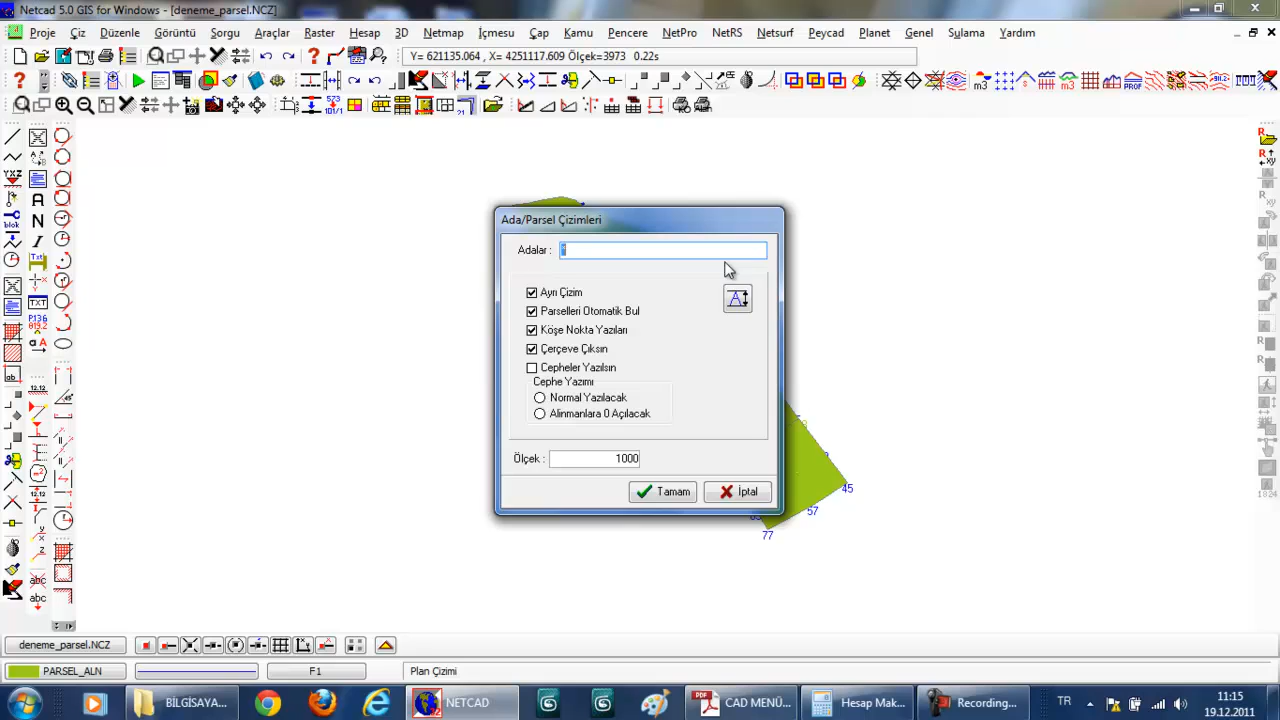 Netcad 5.0 GIS for Windows - [deneme_parsel.NCZ]
Proje Çiz Düzenle Görüntü Sorgu Araçlar Raster Hesap 3D Netmap Çap Kamu Pencere NetPro NetRS Netsurf Peycad Planet Genel Sulama Yardım
Y= 621135.064 , X= 4251117.609 Ölçek=3973 0.22s
Ada/Parsel Çizimleri
Adalar : *
Ayrı Çizim
Parselleri Otomatik Bul
Köşe Nokta Yazıları
Çerçeve Çıksın
Cepheler Yazılsın
Cephe Yazımı
Normal Yazılacak
Alinmanlara 0 Açılacak
Ölçek : 1000
Tamam İptal
45
57
77
deneme_parsel.NCZ
PARSEL_ALN F1 Plan Çizimi
BİLGİSAYA... NETCAD CAD MENÜ... Hesap Mak... Recording... TR 11:15
19.12.2011